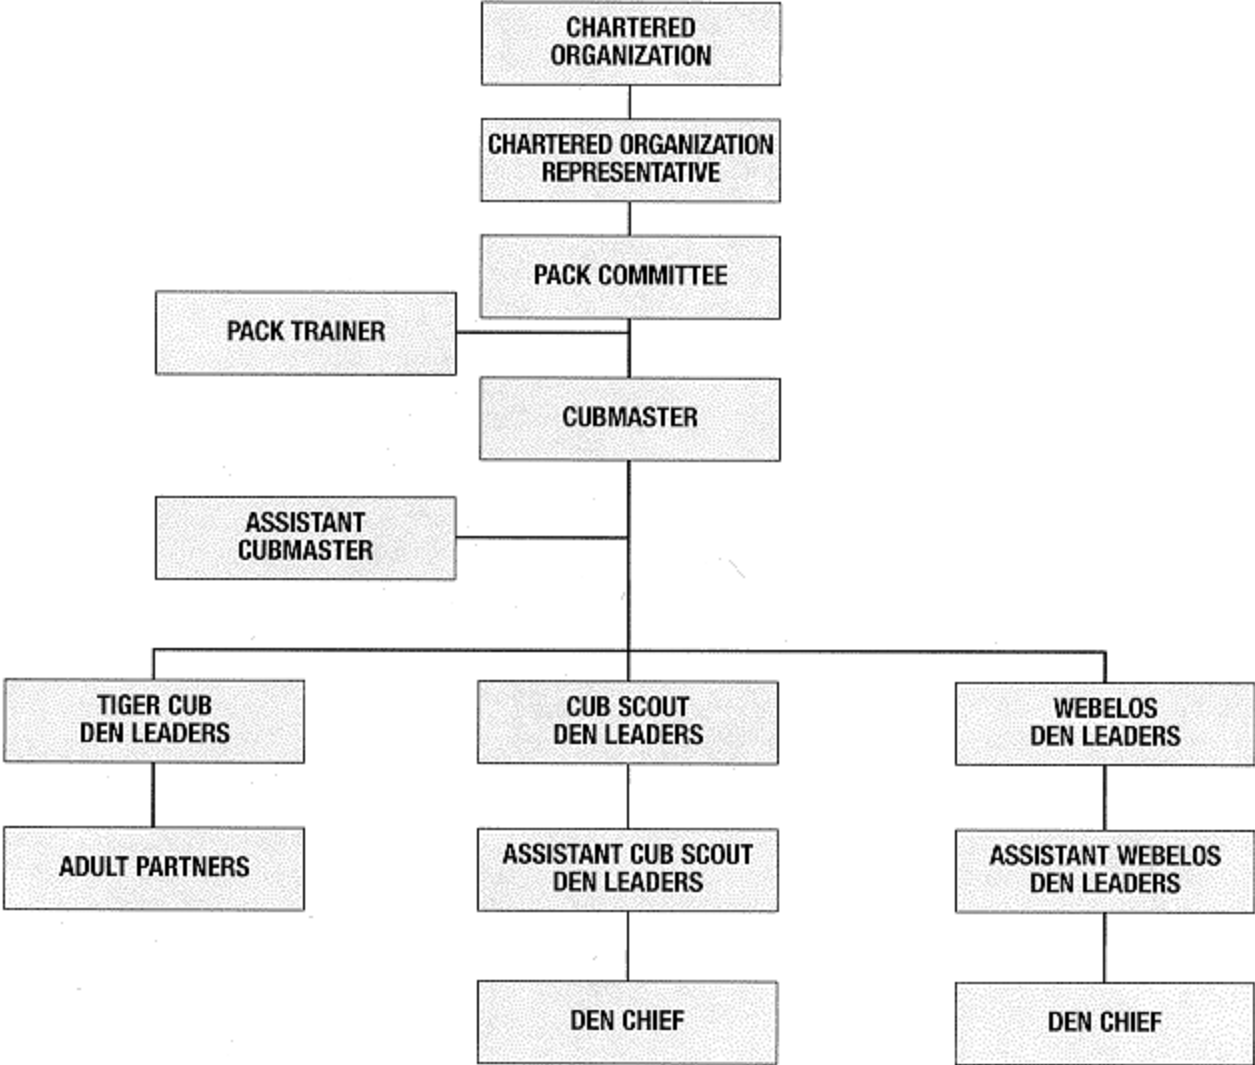 CHARTERED
ORGANIZATION
CHARTERED ORGANIZATION
REPRESENTATIVE
PACK COMMITTEE
PACK TRAINER
CUBMASTER
ASSISTANT
CUBMASTER
TIGER CUB
DEN LEADERS
CUB SCOUT
DEN LEADERS
WEBELOS
DEN LEADERS
ADULT PARTNERS
ASSISTANT CUB SCOUT
DEN LEADERS
ASSISTANT WEBELOS
DEN LEADERS
DEN CHIEF
DEN CHIEF